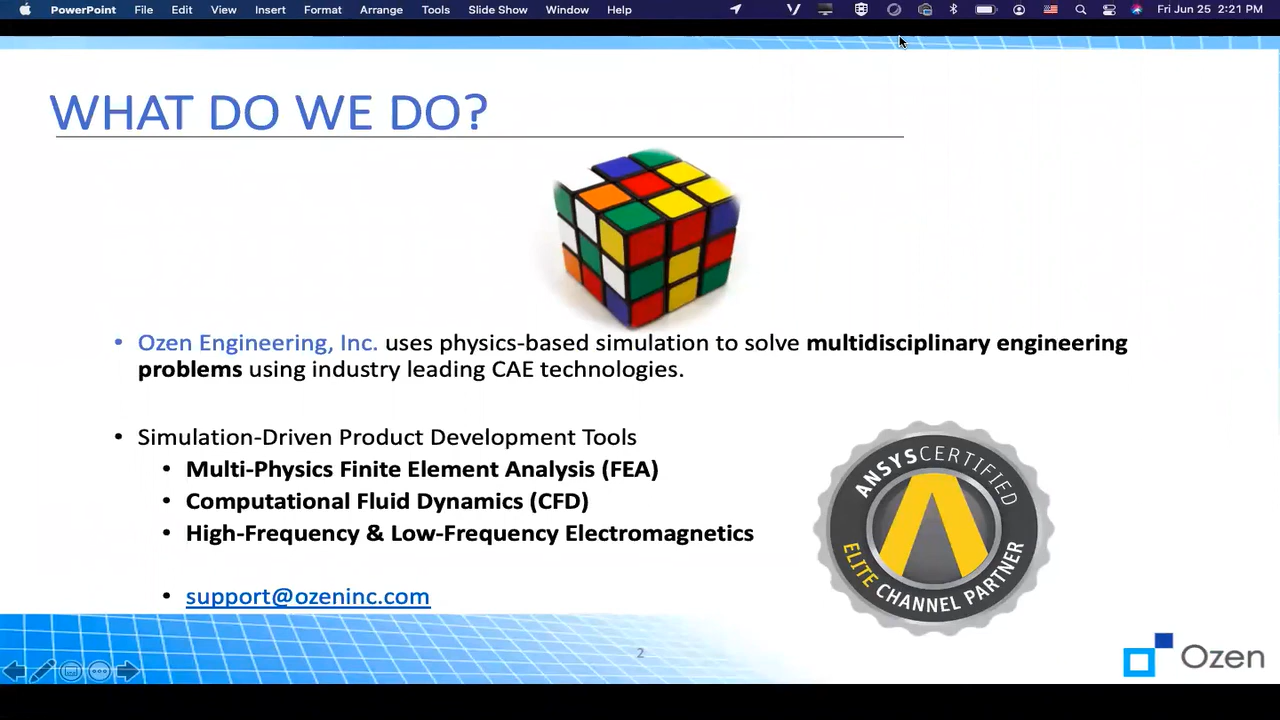 PowerPoint File Edit View Insert Format Arrange Tools Slide Show Window Help Fri Jun 25 2:21 PM
WHAT DO WE DO?
• Ozen Engineering, Inc. uses physics-based simulation to solve multidisciplinary engineering
problems using industry leading CAE technologies.
• Simulation-Driven Product Development Tools
• Multi-Physics Finite Element Analysis (FEA)
• Computational Fluid Dynamics (CFD)
• High-Frequency & Low-Frequency Electromagnetics
• support@ozeninc.com
ANSYS CERTIFIED
ELITE CHANNEL PARTNER
2
Ozen